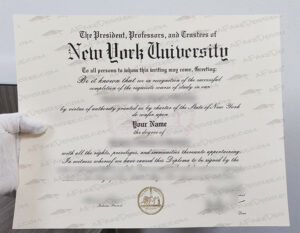 The President, Professors, and Trustees of
New York University
To all persons to whom this writing may come, Greeting:
Be it known that we in recognition of the successful
completion of the requisite course of study in our
by virtue of authority granted us by charter of the State of New York
do confer upon
Your Name
the degree of
with all the rights, privileges, and immunities thereunto appertaining.
In witness whereof we have caused this Diploma to be signed by the